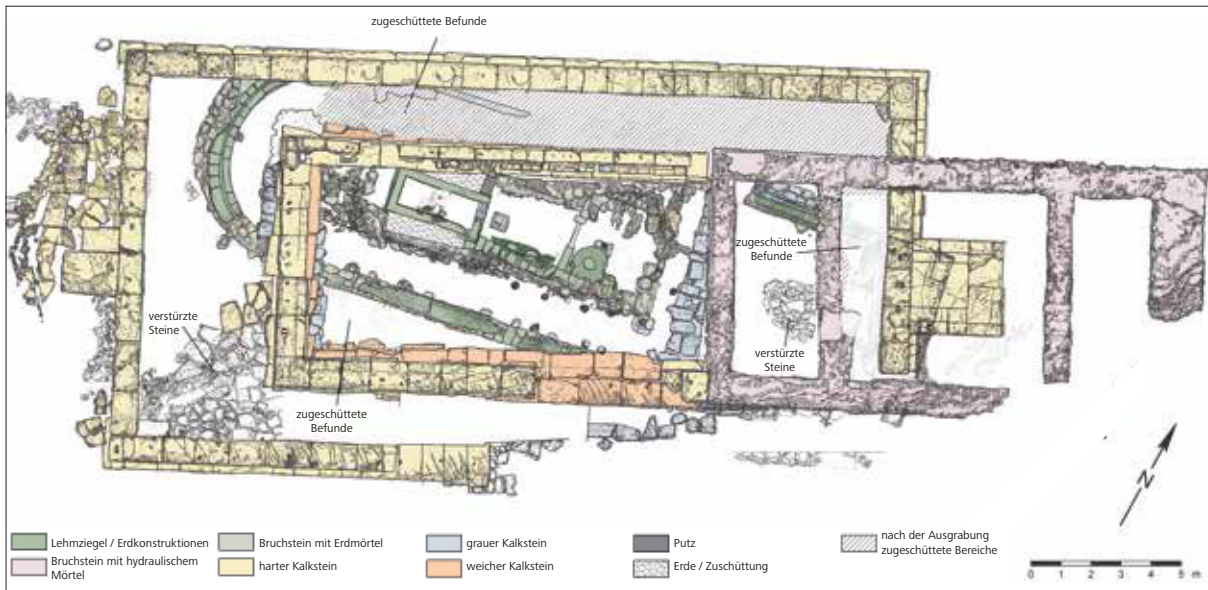 zugeschüttete Befunde
zugeschüttete
Befunde
verstürzte
Steine
verstürzte
Steine
zugeschüttete
Befunde
N
Lehmziegel / Erdkonstruktionen
Bruchstein mit Erdmörtel
grauer Kalkstein
Putz
nach der Ausgrabung
zugeschüttete Bereiche
Bruchstein mit hydraulischem
Mörtel
harter Kalkstein
weicher Kalkstein
Erde / Zuschüttung
0 1 2 3 4 5 m